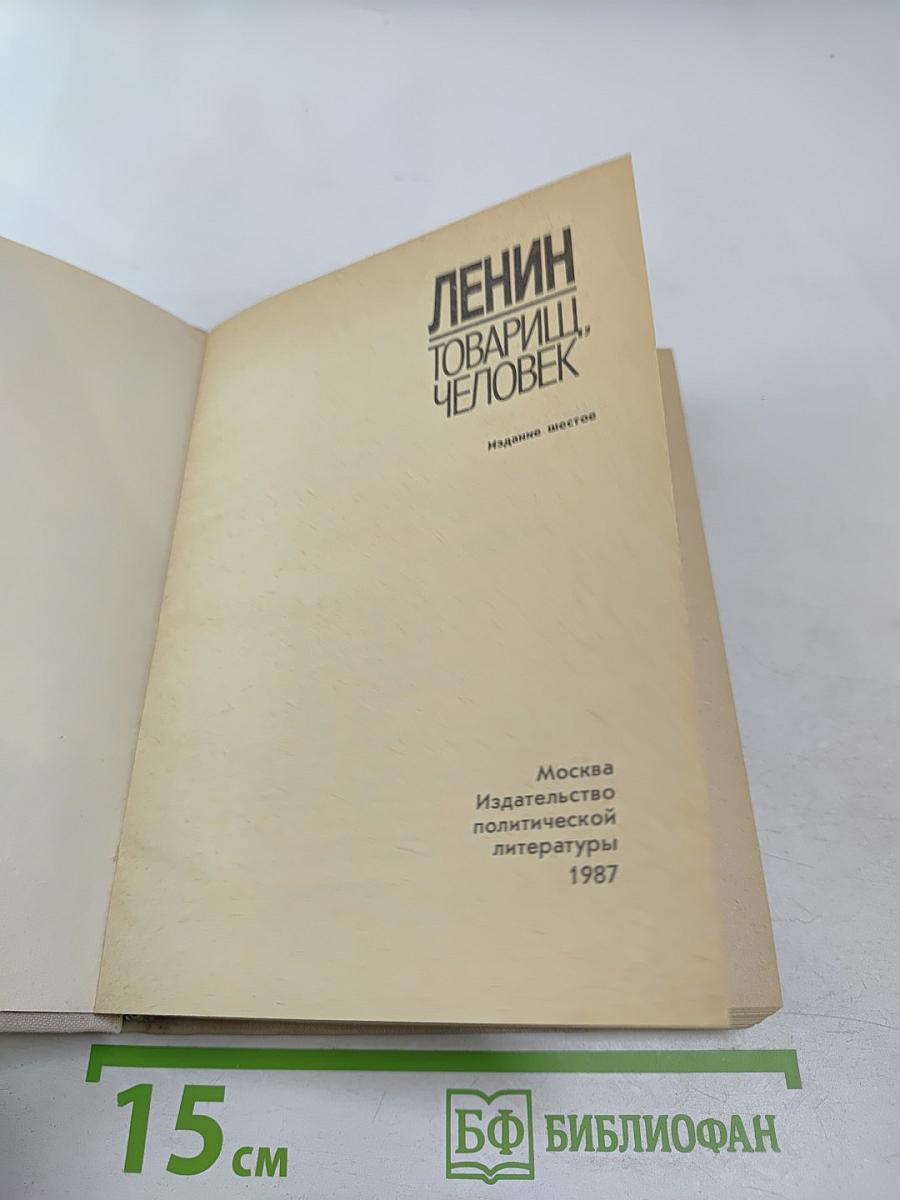 ЛЕНИН
ТОВАРИЩ,
ЧЕЛОВЕК
Издание шестое
Москва
Издательство
политической
литературы
1987
15 см
БФ БИБЛИОФАН